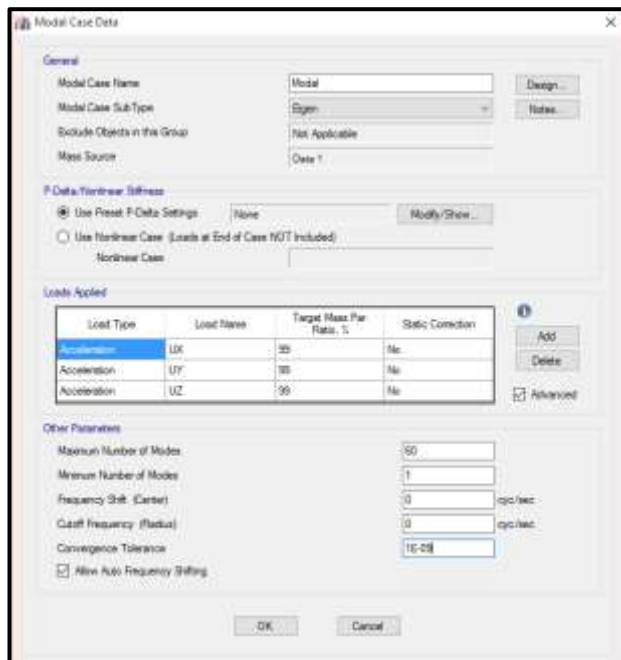 Modal Case Data
General
Modal Case Name Modal Design...
Modal Case SubType Eigen Notes...
Exclude Objects in this Group Not Applicable
Mass Source Data 1
P-Delta/Nonlinear Stiffness
Use Preset P-Delta Settings None Modify/Show...
Use Nonlinear Case (Loads at End of Case NOT Included)
Nonlinear Case
Loads Applied
Load Type Load Name Target Mass Par Ratio, % Static Correction
Acceleration UX 99 No Add
Acceleration UY 99 No Delete
Acceleration UZ 99 No Advanced
Other Parameters
Maximum Number of Modes 60
Minimum Number of Modes 1
Frequency Shift (Center) 0 cyc/sec
Cutoff Frequency (Radius) 0 cyc/sec
Convergence Tolerance 1E-09
Allow Auto Frequency Shifting
OK Cancel